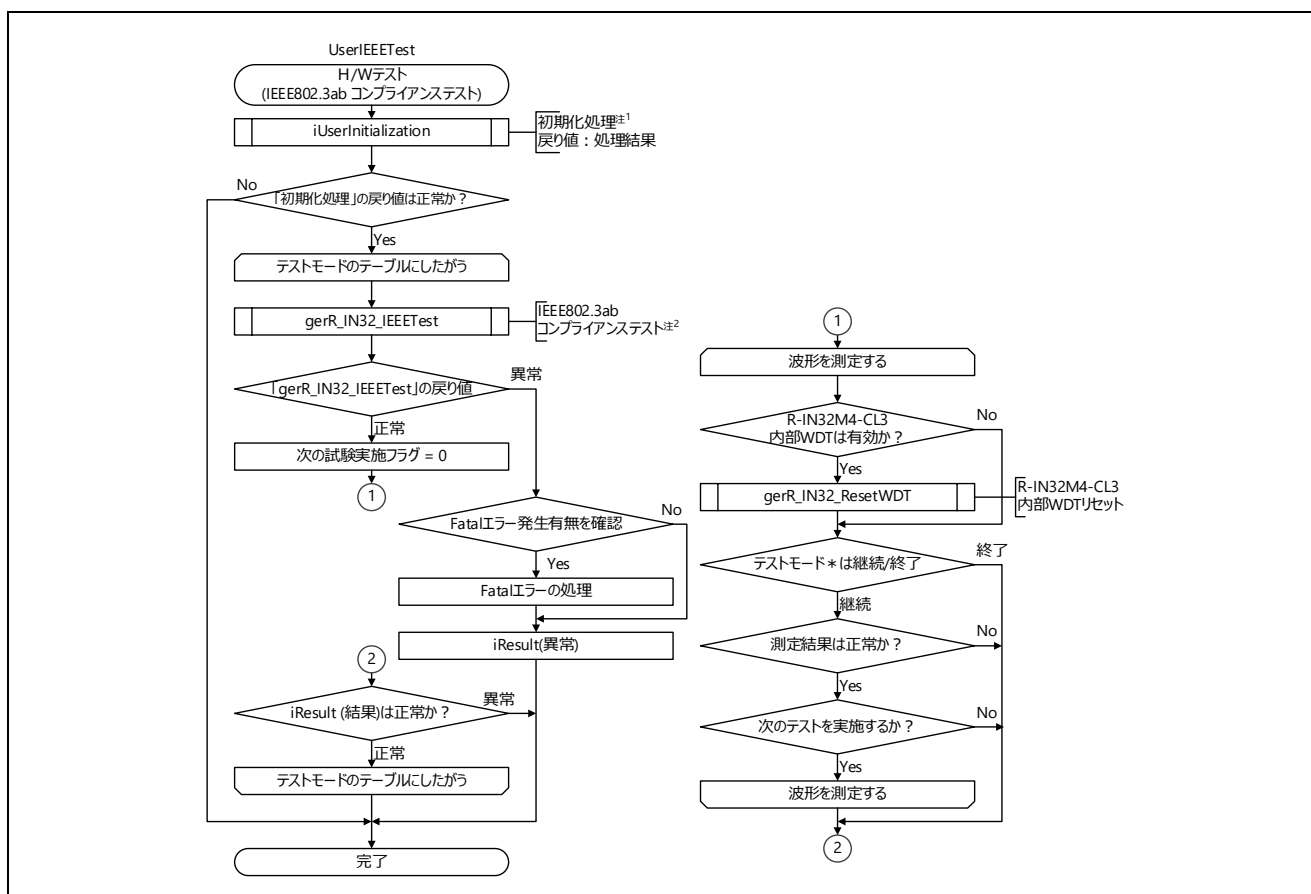 UserIEEETest
H/Wテスト
(IEEE802.3ab コンプライアンステスト)
iUserInitialization
初期化処理注1
戻り値：処理結果
No
「初期化処理」の戻り値は正常か？
Yes
テストモードのテーブルにしたがう
gerR_IN32_IEEETest
IEEE802.3ab
コンプライアンステスト注2
「gerR_IN32_IEEETest」の戻り値
異常
正常
次の試験実施フラグ = 0
1
Fatalエラー発生有無を確認
No
Yes
Fatalエラーの処理
iResult(異常)
2
iResult (結果)は正常か？
異常
正常
テストモードのテーブルにしたがう
完了
1
波形を測定する
R-IN32M4-CL3
内部WDTは有効か？
No
Yes
gerR_IN32_ResetWDT
R-IN32M4-CL3
内部WDTリセット
テストモード＊は継続/終了
終了
継続
測定結果は正常か？
No
Yes
次のテストを実施するか？
No
Yes
波形を測定する
2